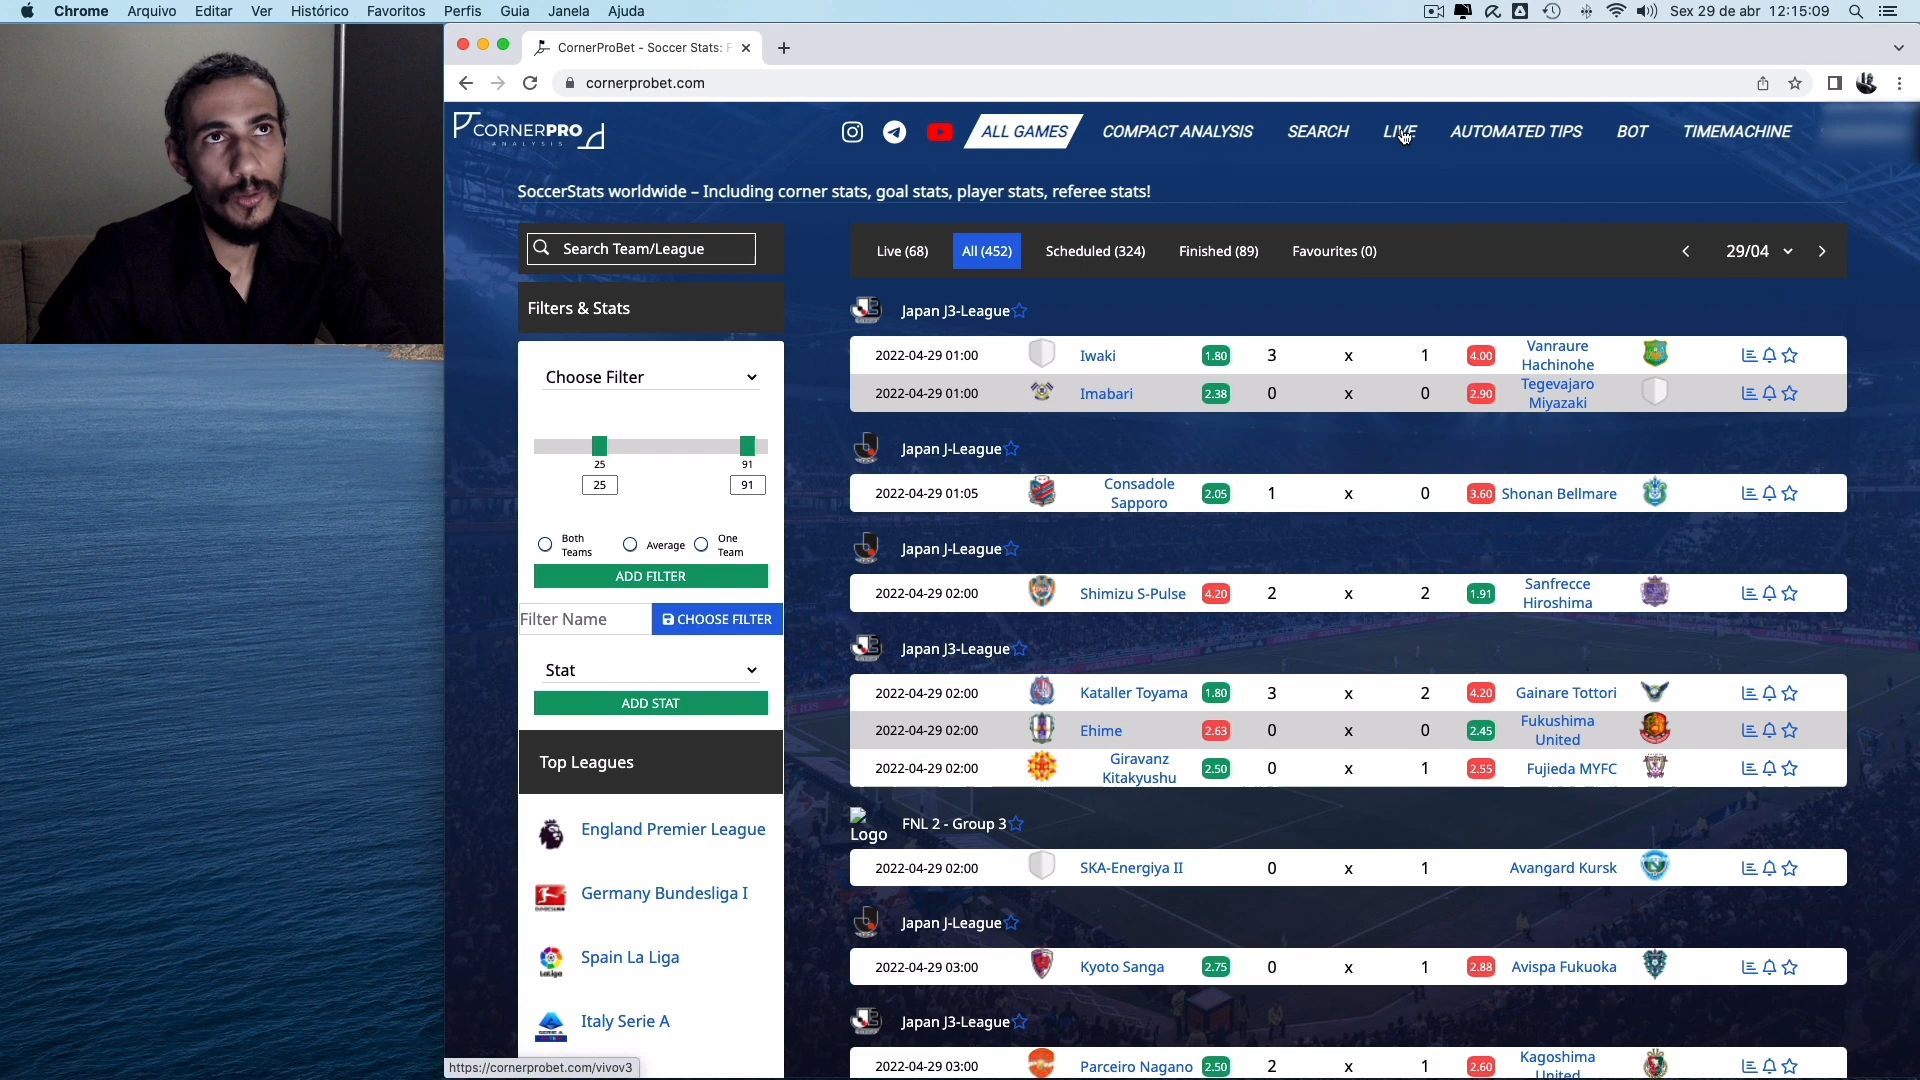 Chrome Arquivo Editar Ver Histórico Favoritos Perfis Guia Janela Ajuda Sex 29 de abr 12:15:09
CornerProBet - Soccer Stats: F
cornerprobet.com
CORNERPRO
ANALYSIS
ALL GAMES COMPACT ANALYSIS SEARCH LIVE AUTOMATED TIPS BOT TIMEMACHINE
SoccerStats worldwide – Including corner stats, goal stats, player stats, referee stats!
Search Team/League
Filters & Stats
Choose Filter
25 91
25 91
Both Teams Average One Team
ADD FILTER
Filter Name CHOOSE FILTER
Stat
ADD STAT
Top Leagues
England Premier League
Germany Bundesliga I
Spain La Liga
Italy Serie A
https://cornerprobet.com/vivov3
Live (68) All (452) Scheduled (324) Finished (89) Favourites (0) 29/04
Japan J3-League
2022-04-29 01:00 Iwaki 1.80 3 x 1 4.00 Vanraure Hachinohe
2022-04-29 01:00 Imabari 2.38 0 x 0 2.90 Tegevajaro Miyazaki
Japan J-League
2022-04-29 01:05 Consadole Sapporo 2.05 1 x 0 3.60 Shonan Bellmare
Japan J-League
2022-04-29 02:00 Shimizu S-Pulse 4.20 2 x 2 1.91 Sanfrecce Hiroshima
Japan J3-League
2022-04-29 02:00 Kataller Toyama 1.80 3 x 2 4.20 Gainare Tottori
2022-04-29 02:00 Ehime 2.63 0 x 0 2.45 Fukushima United
2022-04-29 02:00 Giravanz Kitakyushu 2.50 0 x 1 2.55 Fujieda MYFC
Logo FNL 2 - Group 3
2022-04-29 02:00 SKA-Energiya II 0 x 1 Avangard Kursk
Japan J-League
2022-04-29 03:00 Kyoto Sanga 2.75 0 x 1 2.88 Avispa Fukuoka
Japan J3-League
2022-04-29 03:00 Parceiro Nagano 2.50 2 x 1 2.60 Kagoshima United